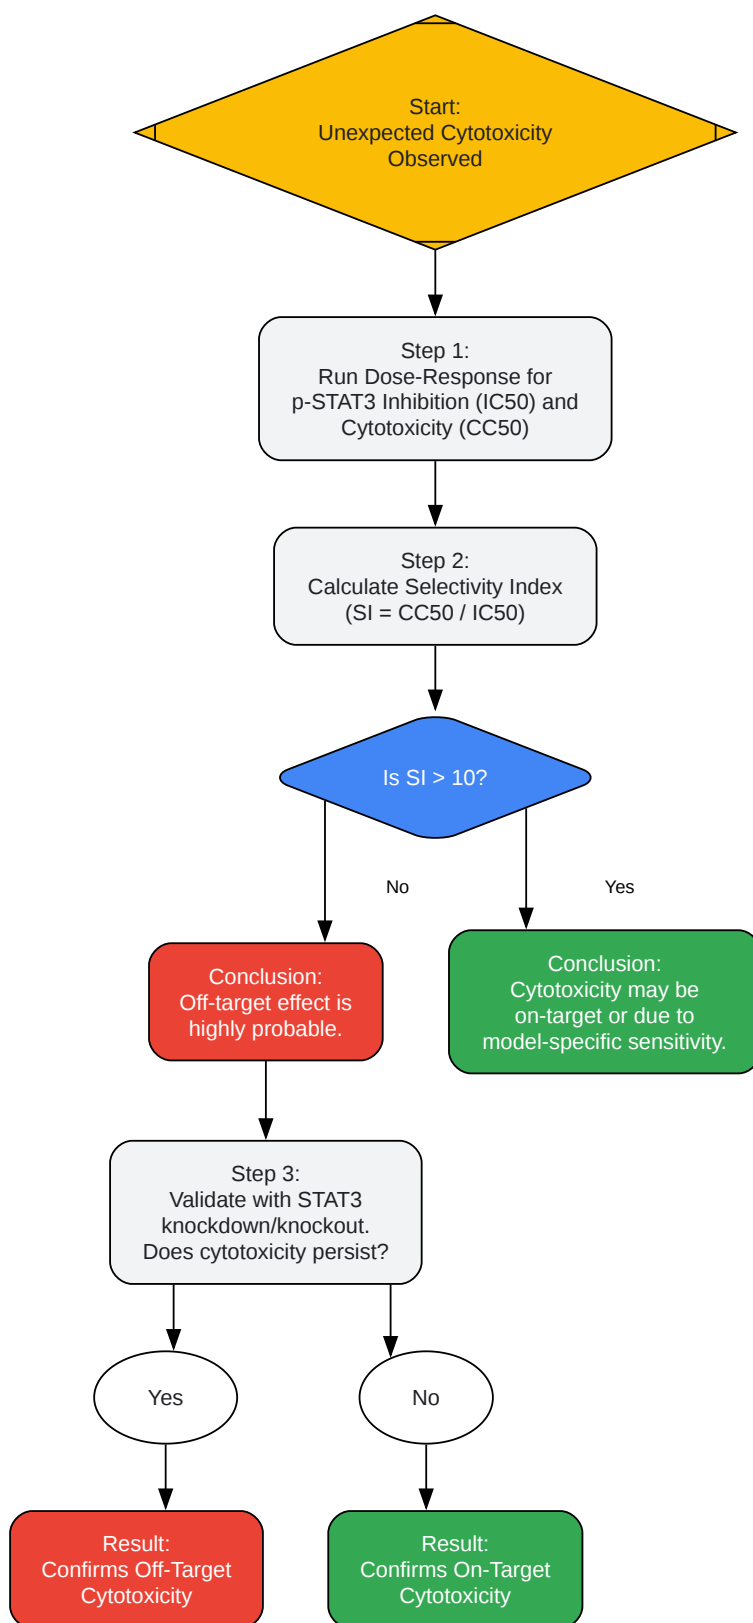 Start:
Unexpected Cytotoxicity
Observed
Step 1:
Run Dose-Response for
p-STAT3 Inhibition (IC50) and
Cytotoxicity (CC50)
Step 2:
Calculate Selectivity Index
(SI = CC50 / IC50)
Is SI > 10?
No
Yes
Conclusion:
Off-target effect is
highly probable.
Conclusion:
Cytotoxicity may be
on-target or due to
model-specific sensitivity.
Step 3:
Validate with STAT3
knockdown/knockout.
Does cytotoxicity persist?
Yes
No
Result:
Confirms Off-Target
Cytotoxicity
Result:
Confirms On-Target
Cytotoxicity